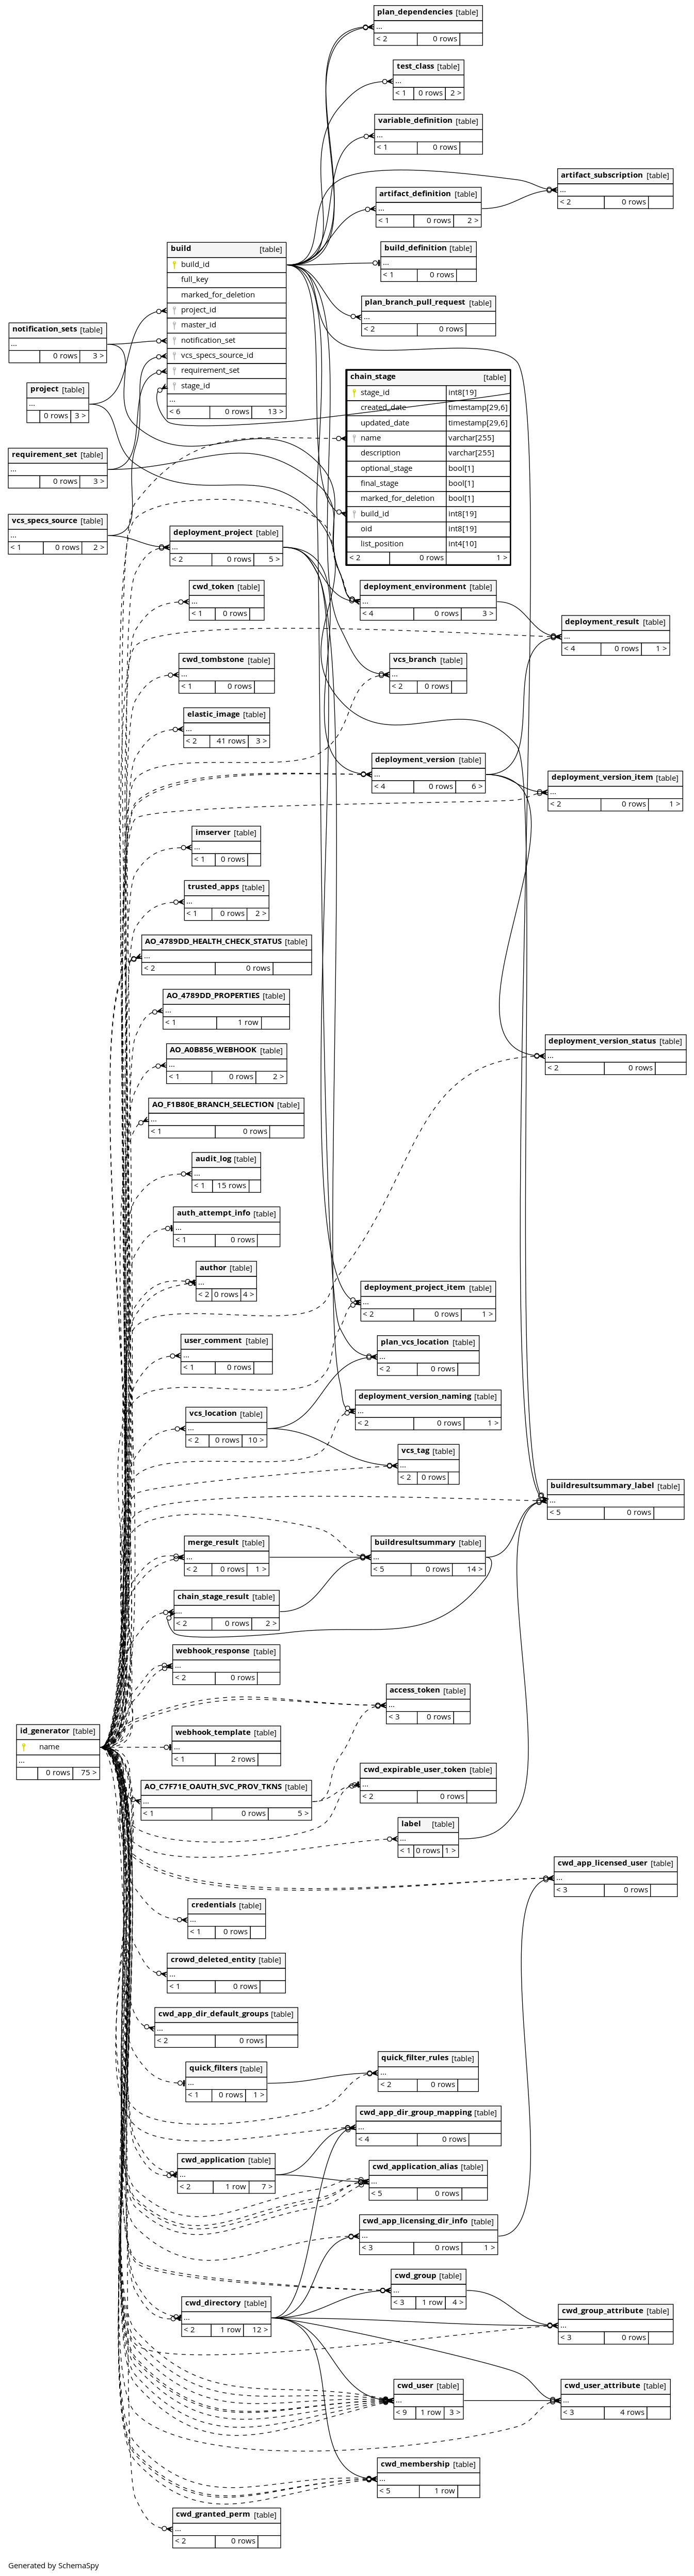 plan_dependencies [table]
...
< 2 0 rows
test_class [table]
...
< 1 0 rows 2 >
variable_definition [table]
...
< 1 0 rows
artifact_subscription [table]
...
< 2 0 rows
artifact_definition [table]
...
< 1 0 rows 2 >
build [table]
build_id
full_key
marked_for_deletion
project_id
master_id
notification_set
vcs_specs_source_id
requirement_set
stage_id
...
< 6 0 rows 13 >
build_definition [table]
...
< 1 0 rows
plan_branch_pull_request [table]
...
< 2 0 rows
notification_sets [table]
...
0 rows 3 >
project [table]
...
0 rows 3 >
requirement_set [table]
...
0 rows 3 >
vcs_specs_source [table]
...
< 1 0 rows 2 >
chain_stage [table]
stage_id int8[19]
created_date timestamp[29,6]
updated_date timestamp[29,6]
name varchar[255]
description varchar[255]
optional_stage bool[1]
final_stage bool[1]
marked_for_deletion bool[1]
build_id int8[19]
oid int8[19]
list_position int4[10]
< 2 0 rows 1 >
deployment_project [table]
...
< 2 0 rows 5 >
cwd_token [table]
...
< 1 0 rows
deployment_environment [table]
...
< 4 0 rows 3 >
deployment_result [table]
...
< 4 0 rows 1 >
cwd_tombstone [table]
...
< 1 0 rows
vcs_branch [table]
...
< 2 0 rows
elastic_image [table]
...
< 2 41 rows 3 >
deployment_version [table]
...
< 4 0 rows 6 >
deployment_version_item [table]
...
< 2 0 rows 1 >
imserver [table]
...
< 1 0 rows
trusted_apps [table]
...
< 1 0 rows 2 >
AO_4789DD_HEALTH_CHECK_STATUS [table]
...
< 2 0 rows
AO_4789DD_PROPERTIES [table]
...
< 1 1 row
AO_A0B856_WEBHOOK [table]
...
< 1 0 rows 2 >
deployment_version_status [table]
...
< 2 0 rows
AO_F1B80E_BRANCH_SELECTION [table]
...
< 1 0 rows
audit_log [table]
...
< 1 15 rows
auth_attempt_info [table]
...
< 1 0 rows
author [table]
...
< 2 0 rows 4 >
deployment_project_item [table]
...
< 2 0 rows 1 >
user_comment [table]
...
< 1 0 rows
plan_vcs_location [table]
...
< 2 0 rows
deployment_version_naming [table]
...
< 2 0 rows 1 >
vcs_location [table]
...
< 2 0 rows 10 >
vcs_tag [table]
...
< 2 0 rows
buildresultsummary_label [table]
...
< 5 0 rows
merge_result [table]
...
< 2 0 rows 1 >
buildresultsummary [table]
...
< 5 0 rows 14 >
chain_stage_result [table]
...
< 2 0 rows 2 >
webhook_response [table]
...
< 2 0 rows
access_token [table]
...
< 3 0 rows
id_generator [table]
name
...
0 rows 75 >
webhook_template [table]
...
< 1 2 rows
cwd_expirable_user_token [table]
...
< 2 0 rows
AO_C7F71E_OAUTH_SVC_PROV_TKNS [table]
...
< 1 0 rows 5 >
label [table]
...
< 1 0 rows 1 >
cwd_app_licensed_user [table]
...
< 3 0 rows
credentials [table]
...
< 1 0 rows
crowd_deleted_entity [table]
...
< 1 0 rows
cwd_app_dir_default_groups [table]
...
< 2 0 rows
quick_filters [table]
...
< 1 0 rows 1 >
quick_filter_rules [table]
...
< 2 0 rows
cwd_app_dir_group_mapping [table]
...
< 4 0 rows
cwd_application [table]
...
< 2 1 row 7 >
cwd_application_alias [table]
...
< 5 0 rows
cwd_app_licensing_dir_info [table]
...
< 3 0 rows 1 >
cwd_group [table]
...
< 3 1 row 4 >
cwd_directory [table]
...
< 2 1 row 12 >
cwd_group_attribute [table]
...
< 3 0 rows
cwd_user [table]
...
< 9 1 row 3 >
cwd_user_attribute [table]
...
< 3 4 rows
cwd_membership [table]
...
< 5 1 row
cwd_granted_perm [table]
...
< 2 0 rows
Generated by SchemaSpy